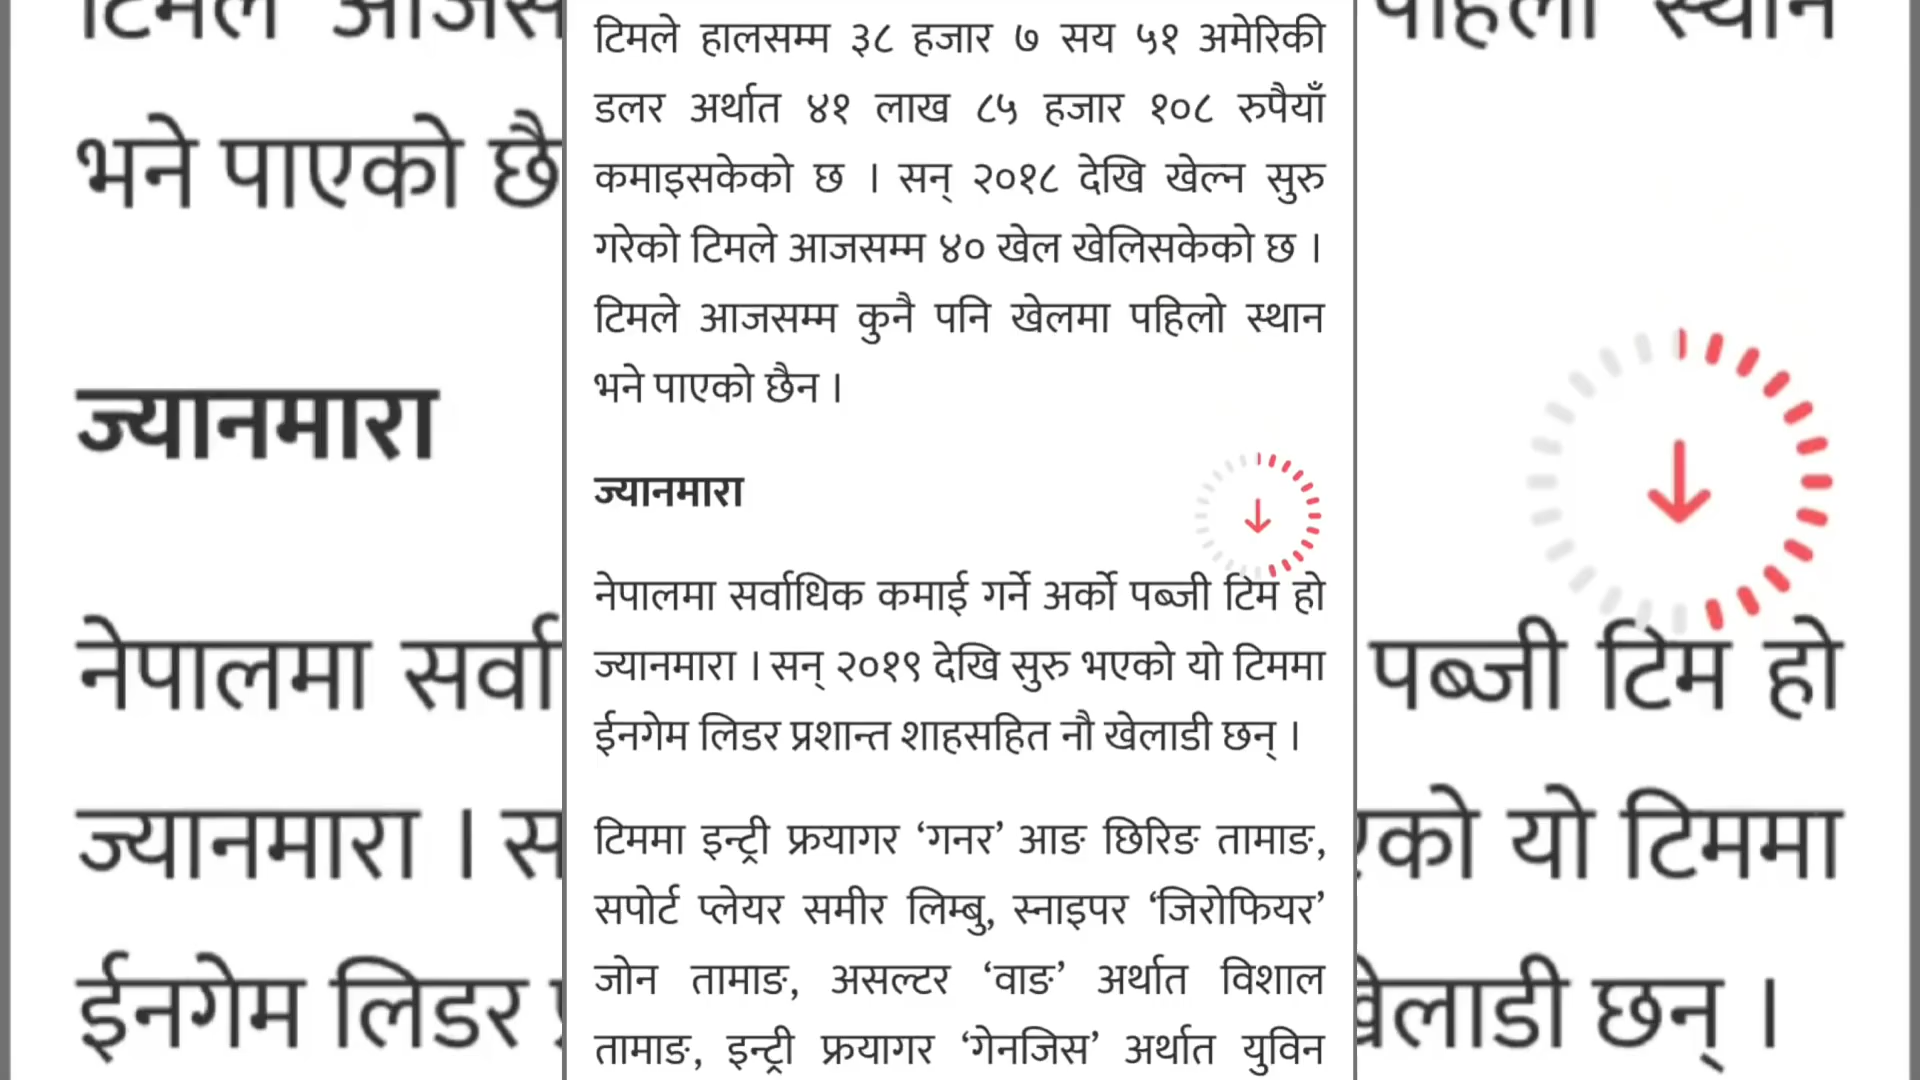 टिमले हालसम्म ३८ हजार ७ सय ५१ अमेरिकी
डलर अर्थात ४१ लाख ८५ हजार १०८ रुपैयाँ
कमाइसकेको छ । सन् २०१८ देखि खेल्न सुरु
गरेको टिमले आजसम्म ४० खेल खेलिसकेको छ ।
टिमले आजसम्म कुनै पनि खेलमा पहिलो स्थान
भने पाएको छैन ।
ज्यानमारा
नेपालमा सर्वाधिक कमाई गर्ने अर्को पब्जी टिम हो
ज्यानमारा । सन् २०१९ देखि सुरु भएको यो टिममा
ईनगेम लिडर प्रशान्त शाहसहित नौ खेलाडी छन् ।
टिममा इन्ट्री फ्रयागर ‘गनर’ आङ छिरिङ तामाङ,
सपोर्ट प्लेयर समीर लिम्बु, स्नाइपर ‘जिरोफियर’
जोन तामाङ, असल्टर ‘वाङ’ अर्थात विशाल
तामाङ, इन्ट्री फ्रयागर ‘गेनजिस’ अर्थात युविन